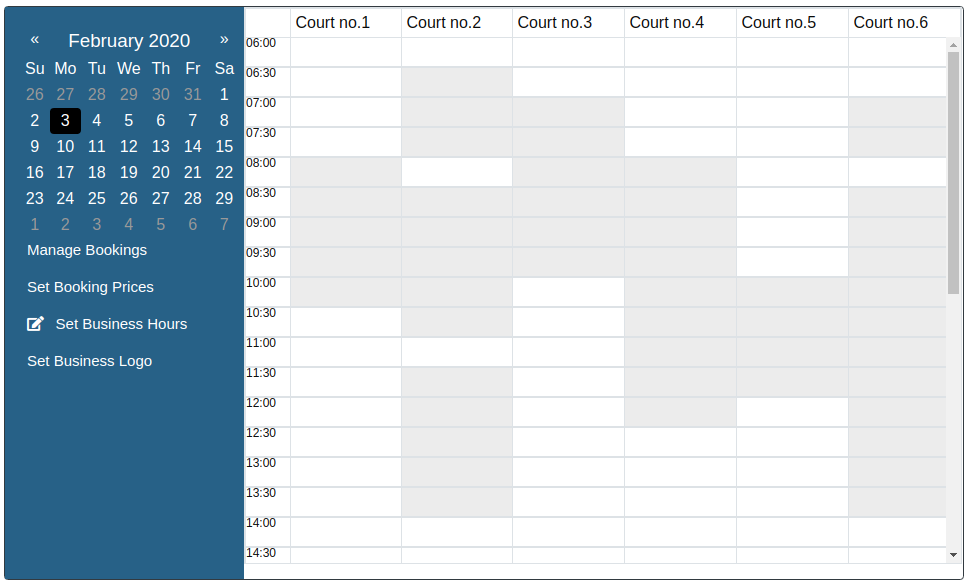 « February 2020 »
Su Mo Tu We Th Fr Sa
26 27 28 29 30 31 1
2 3 4 5 6 7 8
9 10 11 12 13 14 15
16 17 18 19 20 21 22
23 24 25 26 27 28 29
1 2 3 4 5 6 7
Manage Bookings
Set Booking Prices
Set Business Hours
Set Business Logo
Court no.1 Court no.2 Court no.3 Court no.4 Court no.5 Court no.6
06:00
06:30
07:00
07:30
08:00
08:30
09:00
09:30
10:00
10:30
11:00
11:30
12:00
12:30
13:00
13:30
14:00
14:30